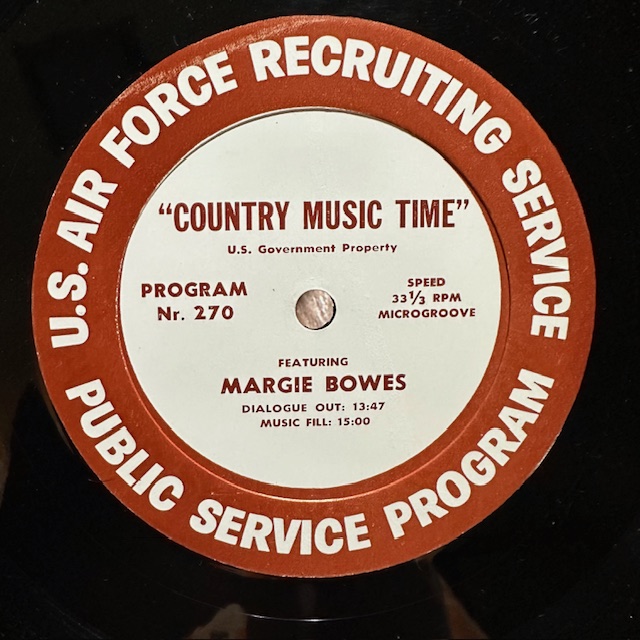 U.S. AIR FORCE RECRUITING SERVICE
"COUNTRY MUSIC TIME"
U.S. Government Property
PROGRAM
Nr. 270
SPEED
33⅓ RPM
MICROGROOVE
FEATURING
MARGIE BOWES
DIALOGUE OUT: 13:47
MUSIC FILL: 15:00
PUBLIC SERVICE PROGRAM